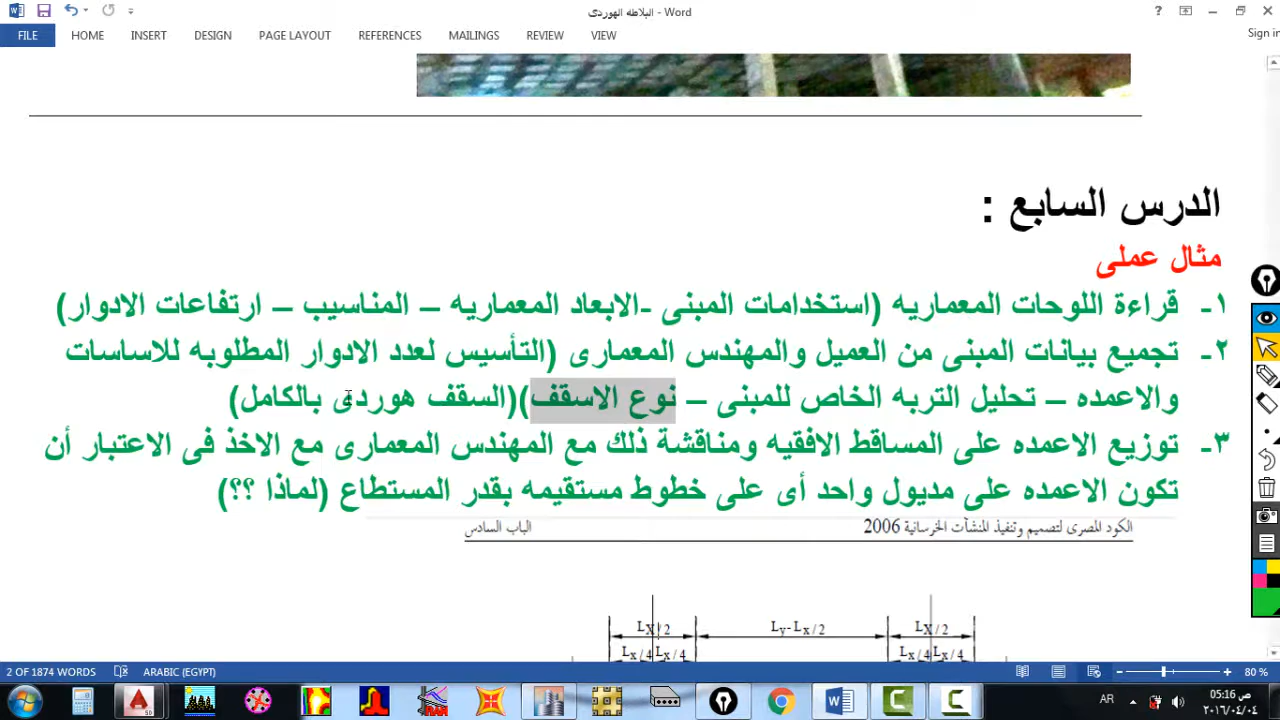 البلاطه الهوردى - Word
?
FILE HOME INSERT DESIGN PAGE LAYOUT REFERENCES MAILINGS REVIEW VIEW Sign in
الدرس السابع :
مثال عملى
١- قراءة اللوحات المعماريه (استخدامات المبنى -الابعاد المعماريه – المناسيب – ارتفاعات الادوار)
٢- تجميع بيانات المبنى من العميل والمهندس المعمارى (التأسيس لعدد الادوار المطلوبه للاساسات
والاعمده – تحليل التربه الخاص للمبنى – نوع الاسقف)(السقف هوردى بالكامل)
٣- توزيع الاعمده على المساقط الافقيه ومناقشة ذلك مع المهندس المعمارى مع الاخذ فى الاعتبار أن
تكون الاعمده على مديول واحد أى على خطوط مستقيمه بقدر المستطاع (لماذا ؟؟)
الكود المصرى لتصميم وتنفيذ المنشآت الخرسانية 2006 الباب السادس
Lx/2 Ly-Lx/2 Lx/2
Lx/4 Lx/4 Lx/4 Lx/4
2 OF 1874 WORDS ARABIC (EGYPT) 80 %
AR
05:16 ص
٢٠١٦/٠٤/٠٤